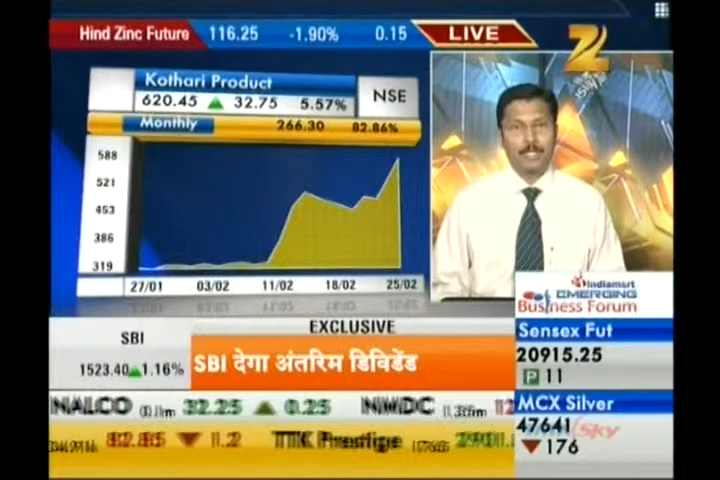 Hind Zinc Future 116.25 -1.90% 0.15 LIVE
Kothari Product
620.45 ▲ 32.75 5.57% NSE
Monthly 266.30 82.86%
588
521
453
386
319
27/01 03/02 11/02 18/02 25/02
indiamart
EMERGING
Business Forum
SBI
1523.40 ▲ 1.16%
EXCLUSIVE
SBI देगा अंतरिम डिविडेंड
Sensex Fut
20915.25
P 11
NALCO 32.25 ▲ 0.25 NMDC
82.85 ▼ 1.2 TTK Prestige
MCX Silver
47641
▼ 176